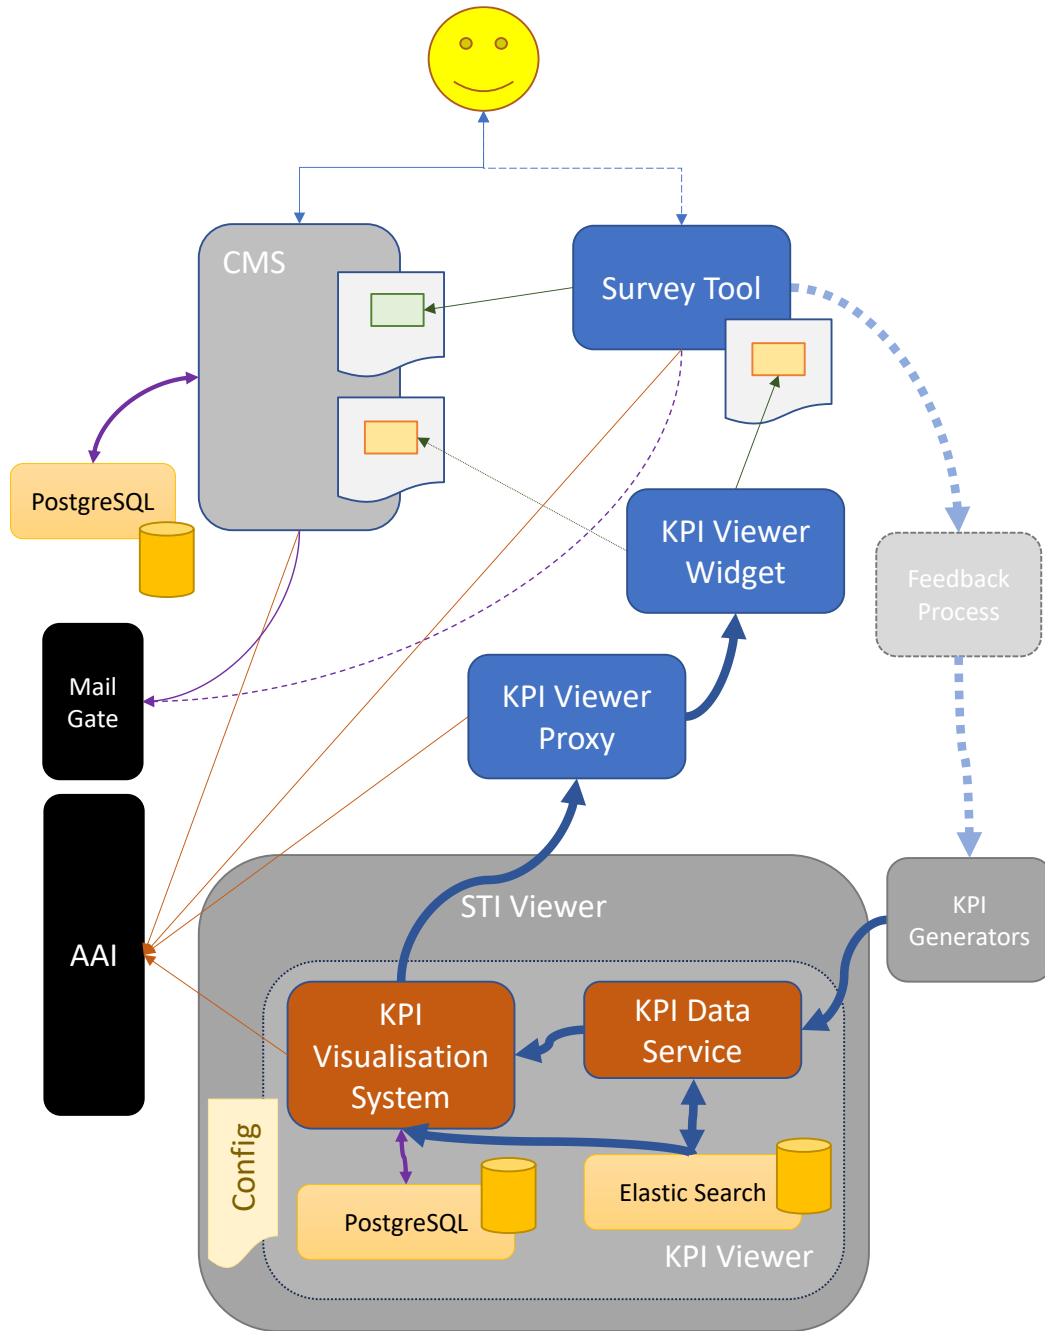 CMS
Survey Tool
PostgreSQL
KPI Viewer
Widget
Feedback
Process
Mail
Gate
KPI Viewer
Proxy
STI Viewer
KPI
Generators
AAI
KPI
Visualisation
System
KPI Data
Service
Config
Elastic Search
PostgreSQL
KPI Viewer